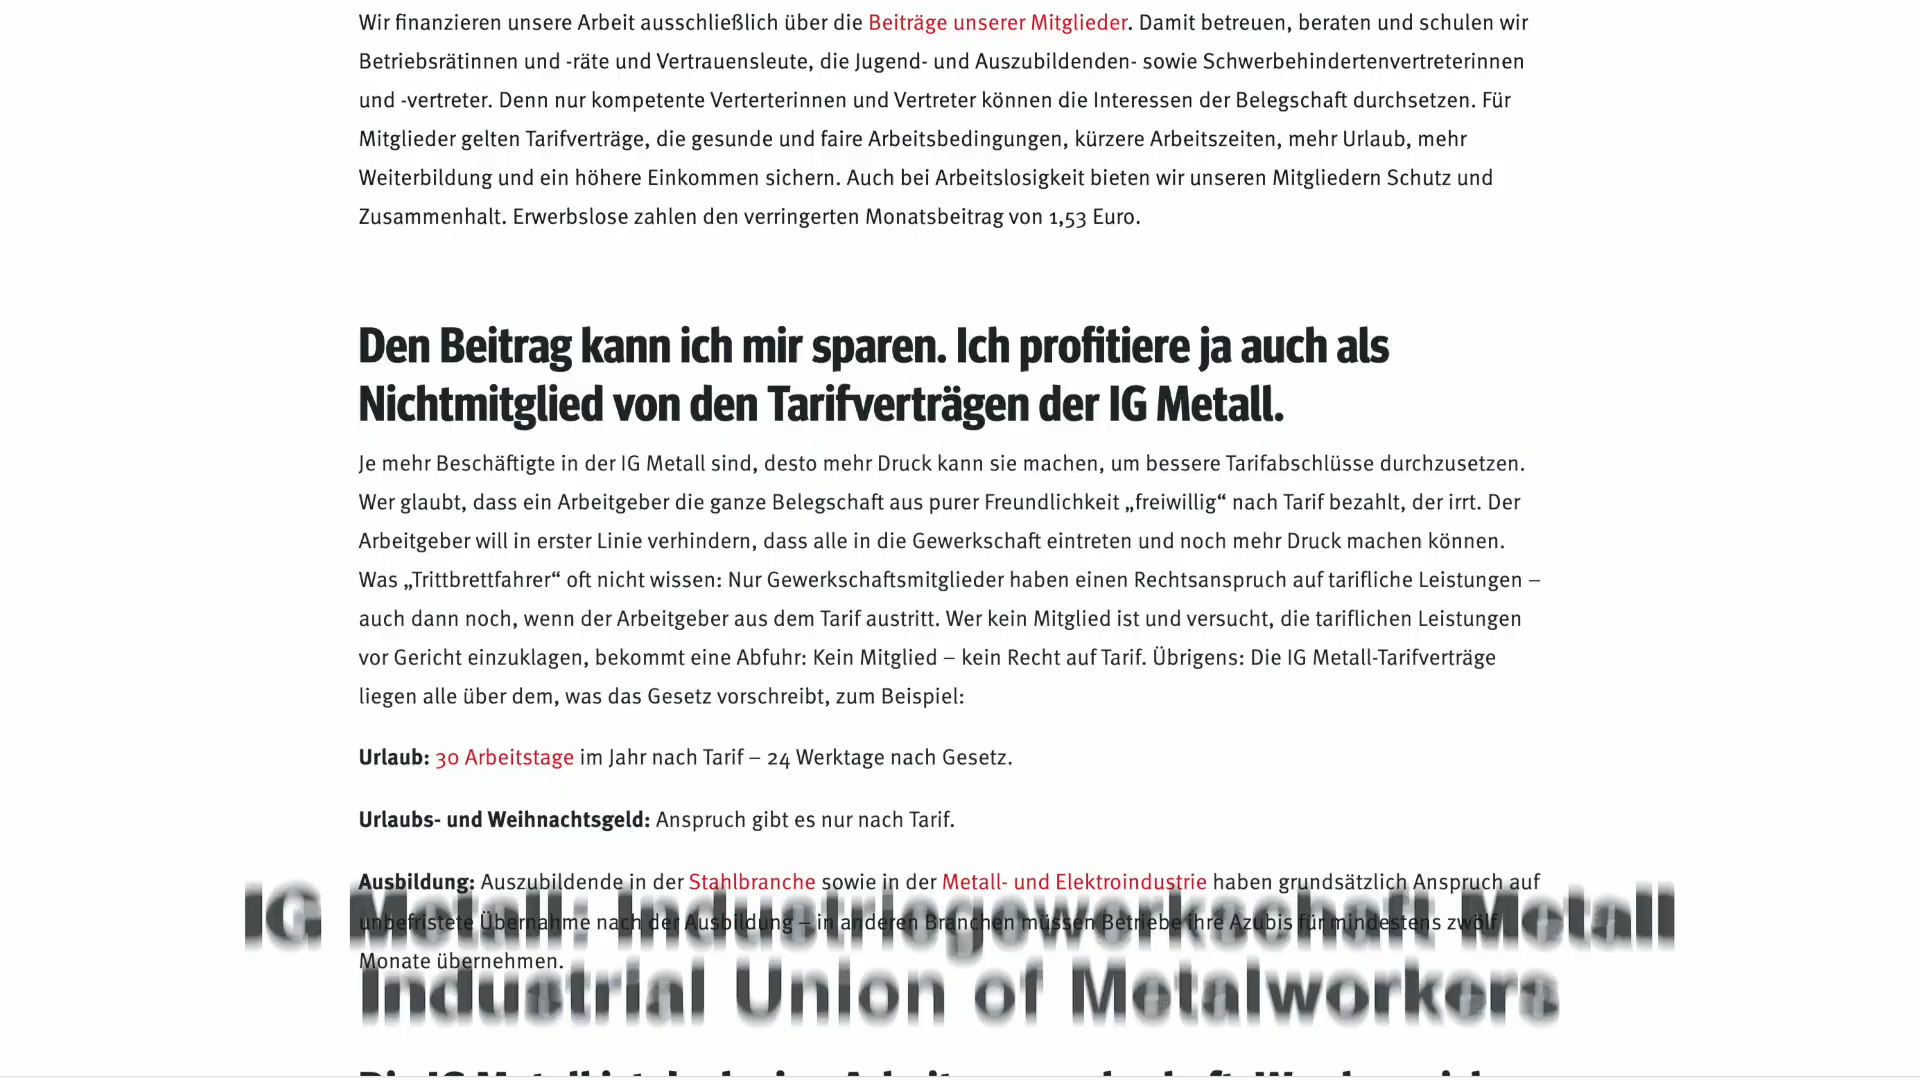 Wir finanzieren unsere Arbeit ausschließlich über die Beiträge unserer Mitglieder. Damit betreuen, beraten und schulen wir
Betriebsrätinnen und -räte und Vertrauensleute, die Jugend- und Auszubildenden- sowie Schwerbehindertenvertreterinnen
und -vertreter. Denn nur kompetente Verterterinnen und Vertreter können die Interessen der Belegschaft durchsetzen. Für
Mitglieder gelten Tarifverträge, die gesunde und faire Arbeitsbedingungen, kürzere Arbeitszeiten, mehr Urlaub, mehr
Weiterbildung und ein höhere Einkommen sichern. Auch bei Arbeitslosigkeit bieten wir unseren Mitgliedern Schutz und
Zusammenhalt. Erwerbslose zahlen den verringerten Monatsbeitrag von 1,53 Euro.
Den Beitrag kann ich mir sparen. Ich profitiere ja auch als
Nichtmitglied von den Tarifverträgen der IG Metall.
Je mehr Beschäftigte in der IG Metall sind, desto mehr Druck kann sie machen, um bessere Tarifabschlüsse durchzusetzen.
Wer glaubt, dass ein Arbeitgeber die ganze Belegschaft aus purer Freundlichkeit „freiwillig“ nach Tarif bezahlt, der irrt. Der
Arbeitgeber will in erster Linie verhindern, dass alle in die Gewerkschaft eintreten und noch mehr Druck machen können.
Was „Trittbrettfahrer“ oft nicht wissen: Nur Gewerkschaftsmitglieder haben einen Rechtsanspruch auf tarifliche Leistungen –
auch dann noch, wenn der Arbeitgeber aus dem Tarif austritt. Wer kein Mitglied ist und versucht, die tariflichen Leistungen
vor Gericht einzuklagen, bekommt eine Abfuhr: Kein Mitglied – kein Recht auf Tarif. Übrigens: Die IG Metall-Tarifverträge
liegen alle über dem, was das Gesetz vorschreibt, zum Beispiel:
Urlaub: 30 Arbeitstage im Jahr nach Tarif – 24 Werktage nach Gesetz.
Urlaubs- und Weihnachtsgeld: Anspruch gibt es nur nach Tarif.
Ausbildung: Auszubildende in der Stahlbranche sowie in der Metall- und Elektroindustrie haben grundsätzlich Anspruch auf
unbefristete Übernahme nach der Ausbildung – in anderen Branchen müssen Betriebe ihre Azubis für mindestens zwölf
Monate übernehmen.
IG Metall: Industriegewerkschaft Metall
Industrial Union of Metalworkers